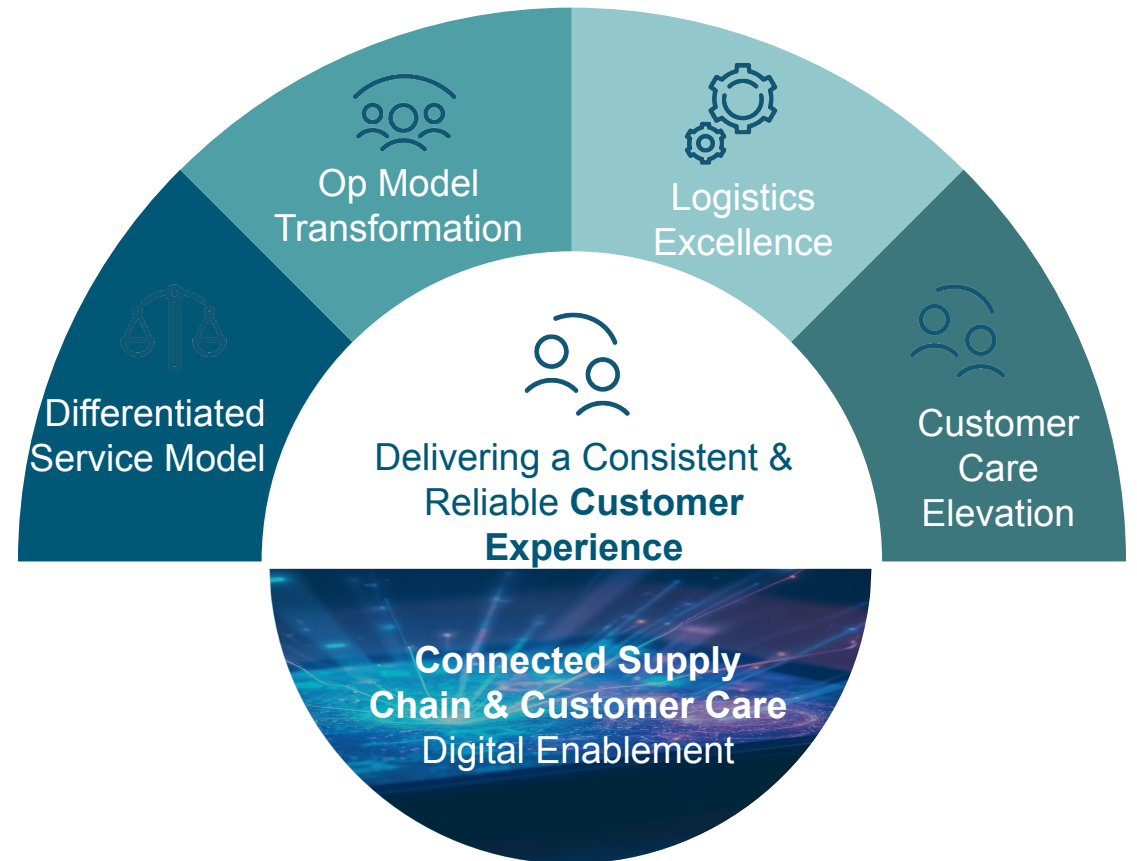 Op Model
Transformation
Logistics
Excellence
Differentiated
Service Model
Customer
Care
Elevation
Delivering a Consistent &
Reliable Customer
Experience
Connected Supply
Chain & Customer Care
Digital Enablement